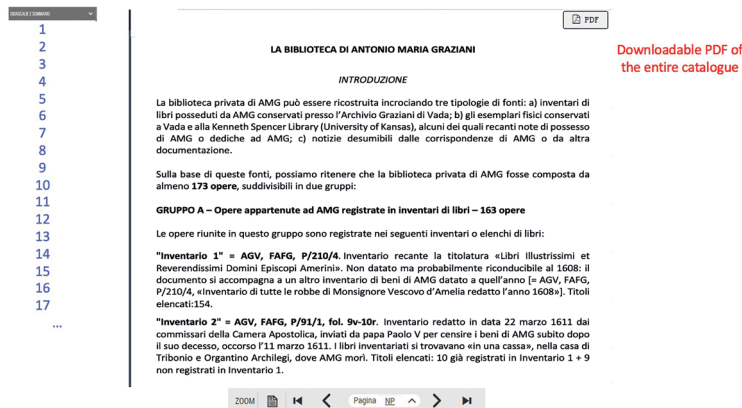 DIDASCALIE E SOMMARIO
1
2
3
4
5
6
7
8
9
10
11
12
13
14
15
16
17
...
PDF
LA BIBLIOTECA DI ANTONIO MARIA GRAZIANI
INTRODUZIONE
La biblioteca privata di AMG può essere ricostruita incrociando tre tipologie di fonti: a) inventari di
libri posseduti da AMG conservati presso l'Archivio Graziani di Vada; b) gli esemplari fisici conservati
a Vada e alla Kenneth Spencer Library (University of Kansas), alcuni dei quali recanti note di possesso
di AMG o dediche ad AMG; c) notizie desumibili dalle corrispondenze di AMG o da altra
documentazione.
Sulla base di queste fonti, possiamo ritenere che la biblioteca privata di AMG fosse composta da
almeno 173 opere, suddivisibili in due gruppi:
GRUPPO A – Opere appartenute ad AMG registrate in inventari di libri – 163 opere
Le opere riunite in questo gruppo sono registrate nei seguenti inventari o elenchi di libri:
"Inventario 1" = AGV, FAFG, P/210/4. Inventario recante la titolatura «Libri Illustrissimi et
Reverendissimi Domini Episcopi Amerini». Non datato ma probabilmente riconducibile al 1608: il
documento si accompagna a un altro inventario di beni di AMG datato a quell'anno [= AGV, FAFG,
P/210/4, «Inventario di tutte le robbe di Monsignore Vescovo d'Amelia redatto l'anno 1608»]. Titoli
elencati:154.
"Inventario 2" = AGV, FAFG, P/91/1, fol. 9v-10r. Inventario redatto in data 22 marzo 1611 dai
commissari della Camera Apostolica, inviati da papa Paolo V per censire i beni di AMG subito dopo
il suo decesso, occorso l'11 marzo 1611. I libri inventariati si trovavano «in una cassa», nella casa di
Tribonio e Organtino Archilegi, dove AMG morì. Titoli elencati: 10 già registrati in Inventario 1 + 9
non registrati in Inventario 1.
Downloadable PDF of
the entire catalogue
ZOOM Pagina NP